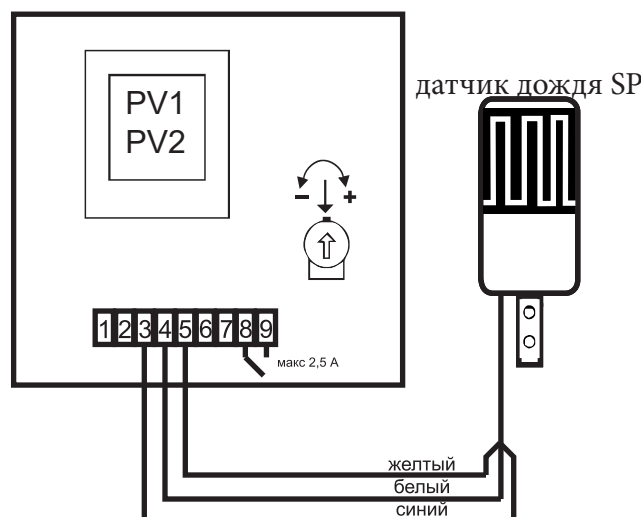 датчик дождя SP
PV1
PV2
- +
1 2 3 4 5 6 7 8 9
макс 2,5 А
желтый
белый
синий